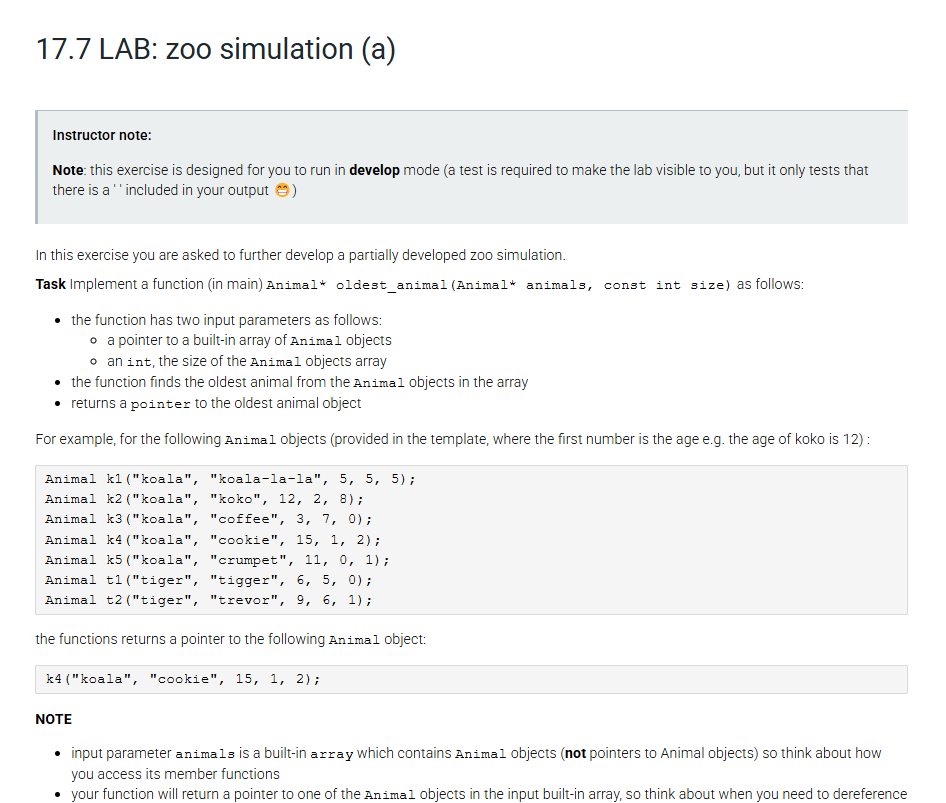 17.7 LAB: zoo simulation (a)
Instructor note:
Note: this exercise is designed for you to run in develop mode (a test is required to make the lab visible to you, but it only tests that
there is a ' ' included in your output 😁)
In this exercise you are asked to further develop a partially developed zoo simulation.
Task Implement a function (in main) Animal* oldest_animal(Animal* animals, const int size) as follows:
• the function has two input parameters as follows:
◦ a pointer to a built-in array of Animal objects
◦ an int, the size of the Animal objects array
• the function finds the oldest animal from the Animal objects in the array
• returns a pointer to the oldest animal object
For example, for the following Animal objects (provided in the template, where the first number is the age e.g. the age of koko is 12) :
Animal k1("koala", "koala-la-la", 5, 5, 5);
Animal k2("koala", "koko", 12, 2, 8);
Animal k3("koala", "coffee", 3, 7, 0);
Animal k4("koala", "cookie", 15, 1, 2);
Animal k5("koala", "crumpet", 11, 0, 1);
Animal t1("tiger", "tigger", 6, 5, 0);
Animal t2("tiger", "trevor", 9, 6, 1);
the functions returns a pointer to the following Animal object:
k4("koala", "cookie", 15, 1, 2);
NOTE
• input parameter animals is a built-in array which contains Animal objects (not pointers to Animal objects) so think about how
you access its member functions
• your function will return a pointer to one of the Animal objects in the input built-in array, so think about when you need to dereference